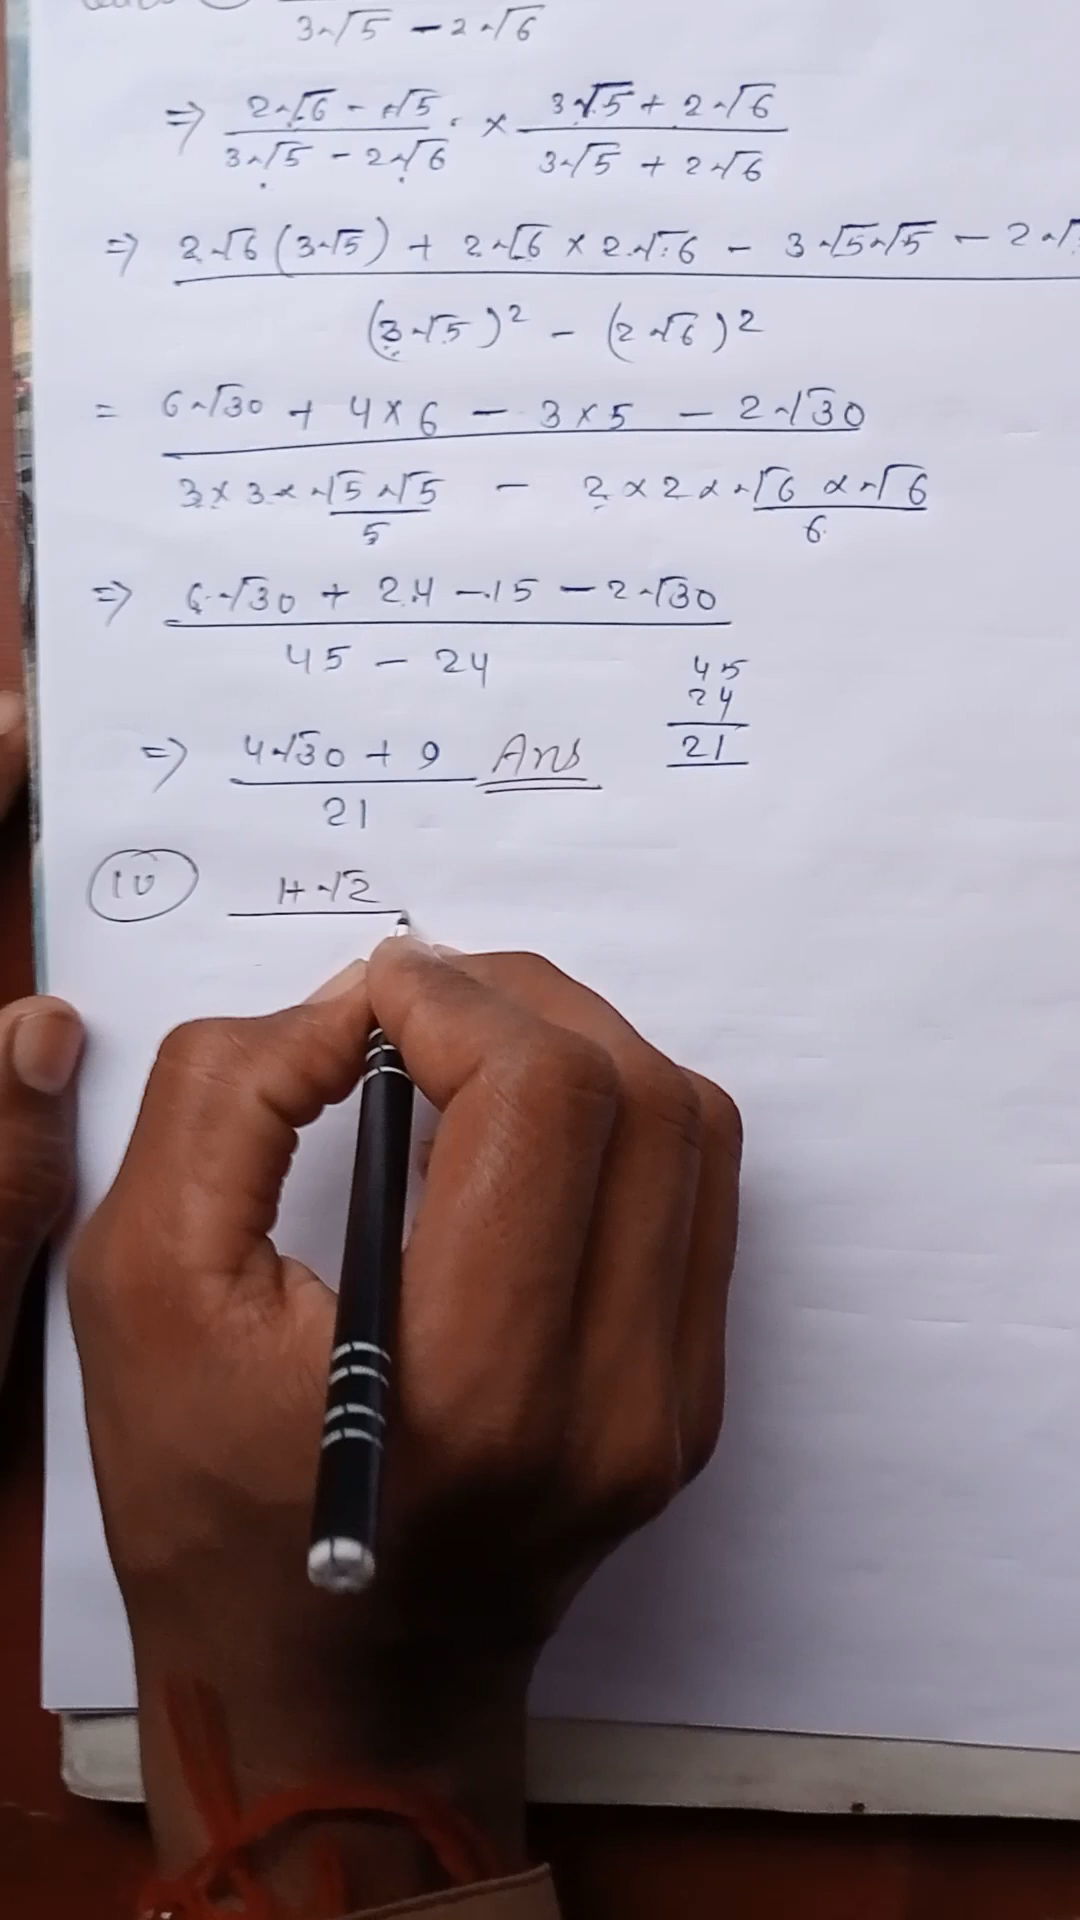 3√5 - 2√6
⇒ 2√6 - √5 × 3√5 + 2√6
3√5 - 2√6 3√5 + 2√6
⇒ 2√6 (3√5) + 2√6 × 2√6 - 3√5√5 - 2√
(3√5)² - (2√6)²
= 6√30 + 4×6 - 3×5 - 2√30
3×3×√5√5 - 2×2×√6×√6
5 6
⇒ 6√30 + 24 - 15 - 2√30
45 - 24
45
24
21
⇒ 4√30 + 9 Ans
21
iv 1+√2